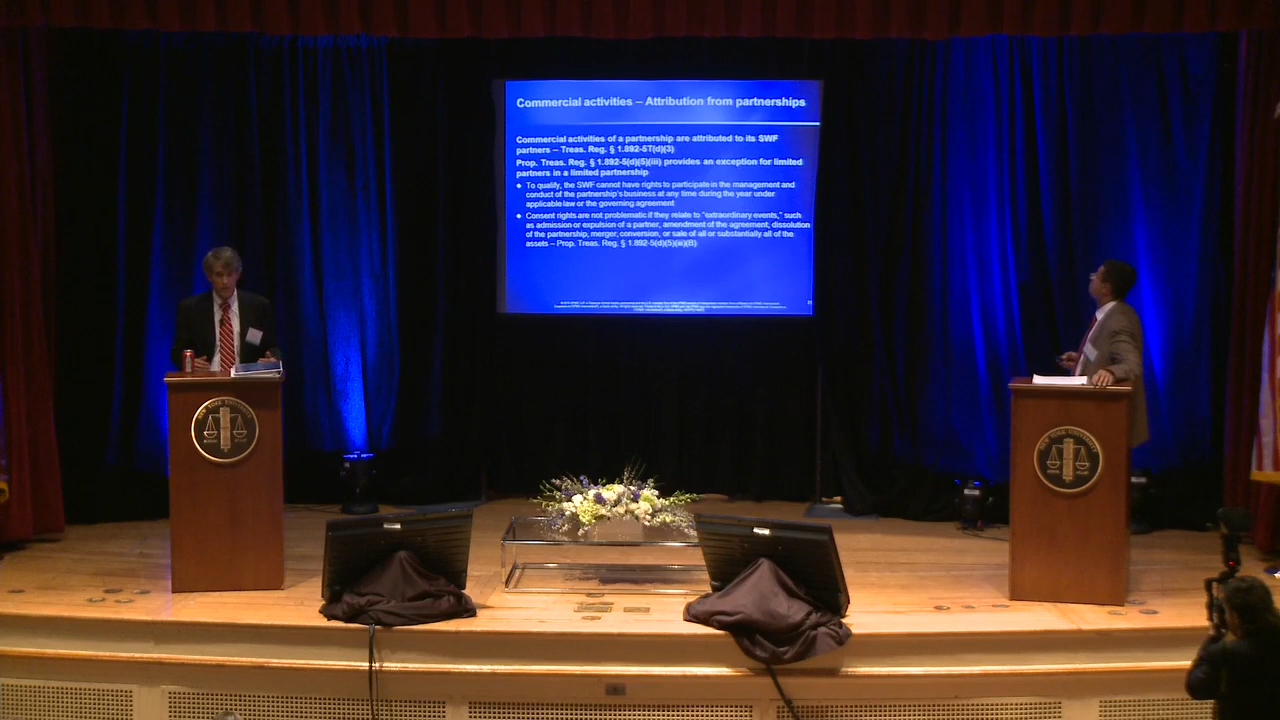 Commercial activities – Attribution from partnerships
Commercial activities of a partnership are attributed to its SWF
partners – Treas. Reg. § 1.892-5T(d)(3)
Prop. Treas. Reg. § 1.892-5(d)(5)(iii) provides an exception for limited
partners in a limited partnership
To qualify, the SWF cannot have rights to participate in the management and
conduct of the partnership's business at any time during the year under
applicable law or the governing agreement
Consent rights are not problematic if they relate to "extraordinary events," such
as admission or expulsion of a partner, amendment of the agreement, dissolution
of the partnership, merger, conversion, or sale of all or substantially all of the
assets – Prop. Treas. Reg. § 1.892-5(d)(5)(iii)(B)
NEW YORK UNIVERSITY
NEW YORK UNIVERSITY